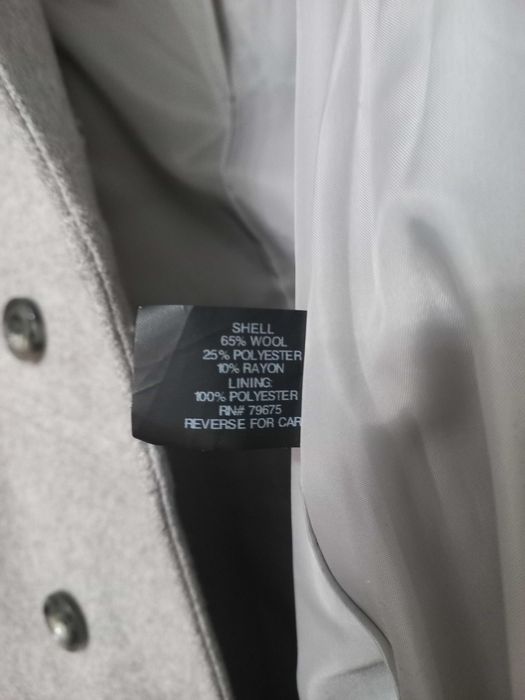 SHELL
65% WOOL
25% POLYESTER
10% RAYON
LINING:
100% POLYESTER
RN# 79675
REVERSE FOR CAR